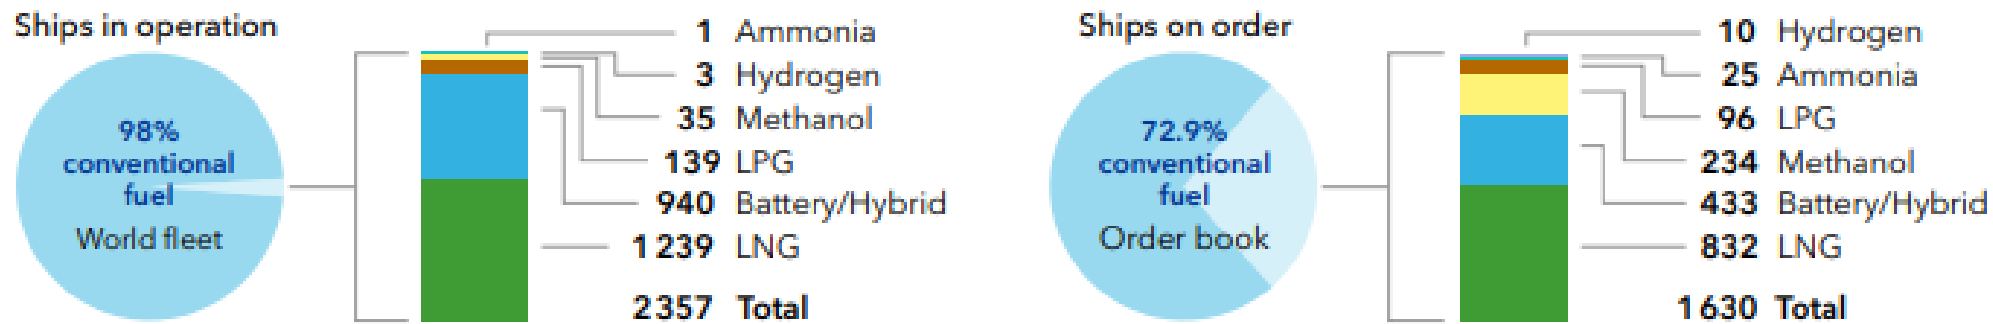 Ships in operation
98%
conventional
fuel
World fleet
1 Ammonia
3 Hydrogen
35 Methanol
139 LPG
940 Battery/Hybrid
1 239 LNG
2 357 Total
Ships on order
72.9%
conventional
fuel
Order book
10 Hydrogen
25 Ammonia
96 LPG
234 Methanol
433 Battery/Hybrid
832 LNG
1 630 Total